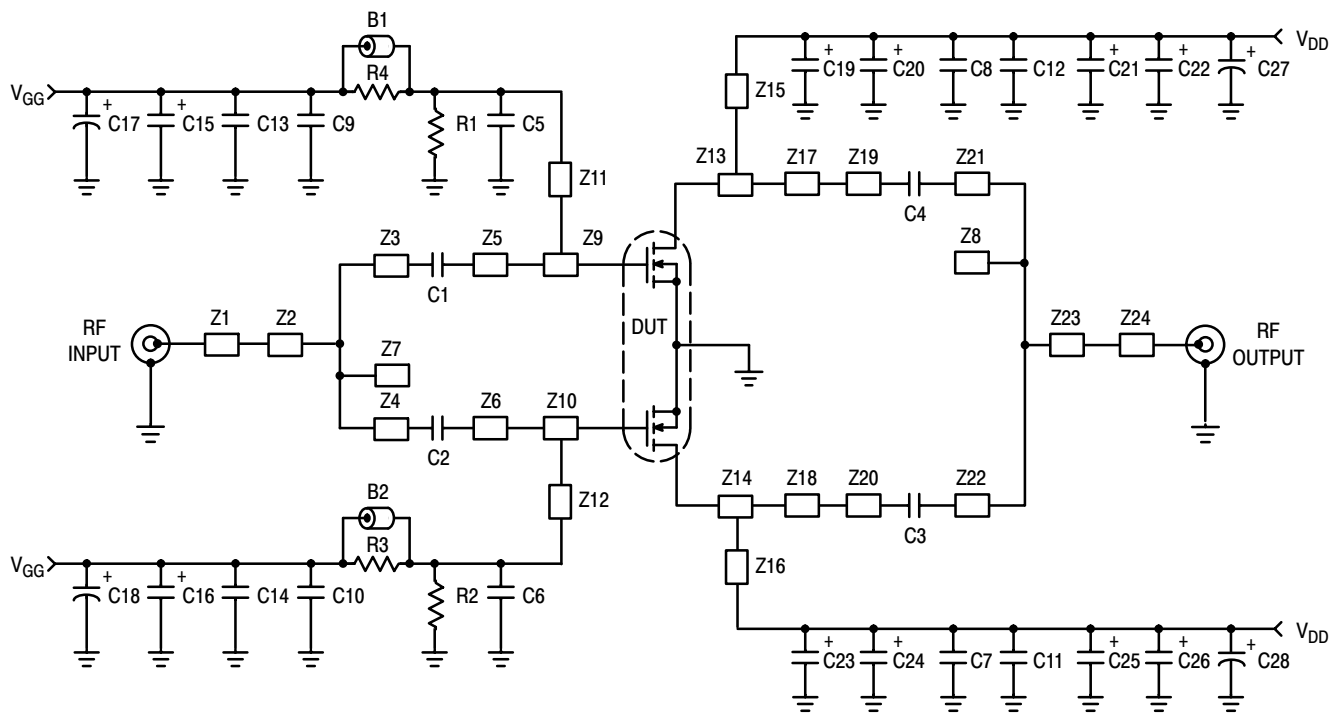 B1
R4
VGG
+
C17
+
C15
C13
C9
R1
C5
Z11
Z15
+
C19
+
C20
C8
C12
+
C21
+
C22
+
C27
VDD
Z13
Z17
Z19
C4
Z21
Z3
C1
Z5
Z9
Z8
RF
INPUT
Z1
Z2
Z7
DUT
Z23
Z24
RF
OUTPUT
Z4
C2
Z6
Z10
Z14
Z18
Z20
C3
Z22
B2
R3
Z12
Z16
VGG
+
C18
+
C16
C14
C10
R2
C6
+
C23
+
C24
C7
C11
+
C25
+
C26
+
C28
VDD